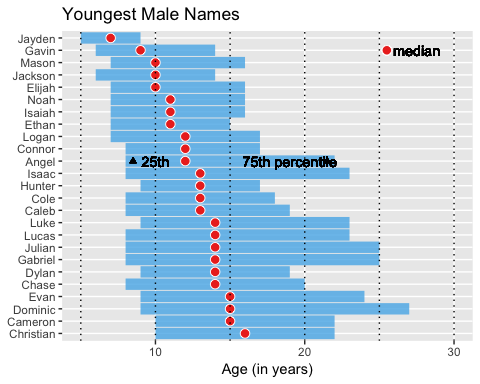 Youngest Male Names
Jayden
Gavin
median
Mason
Jackson
Elijah
Noah
Isaiah
Ethan
Logan
Connor
Angel
25th
75th percentile
Isaac
Hunter
Cole
Caleb
Luke
Lucas
Julian
Gabriel
Dylan
Chase
Evan
Dominic
Cameron
Christian
10
20
30
Age (in years)